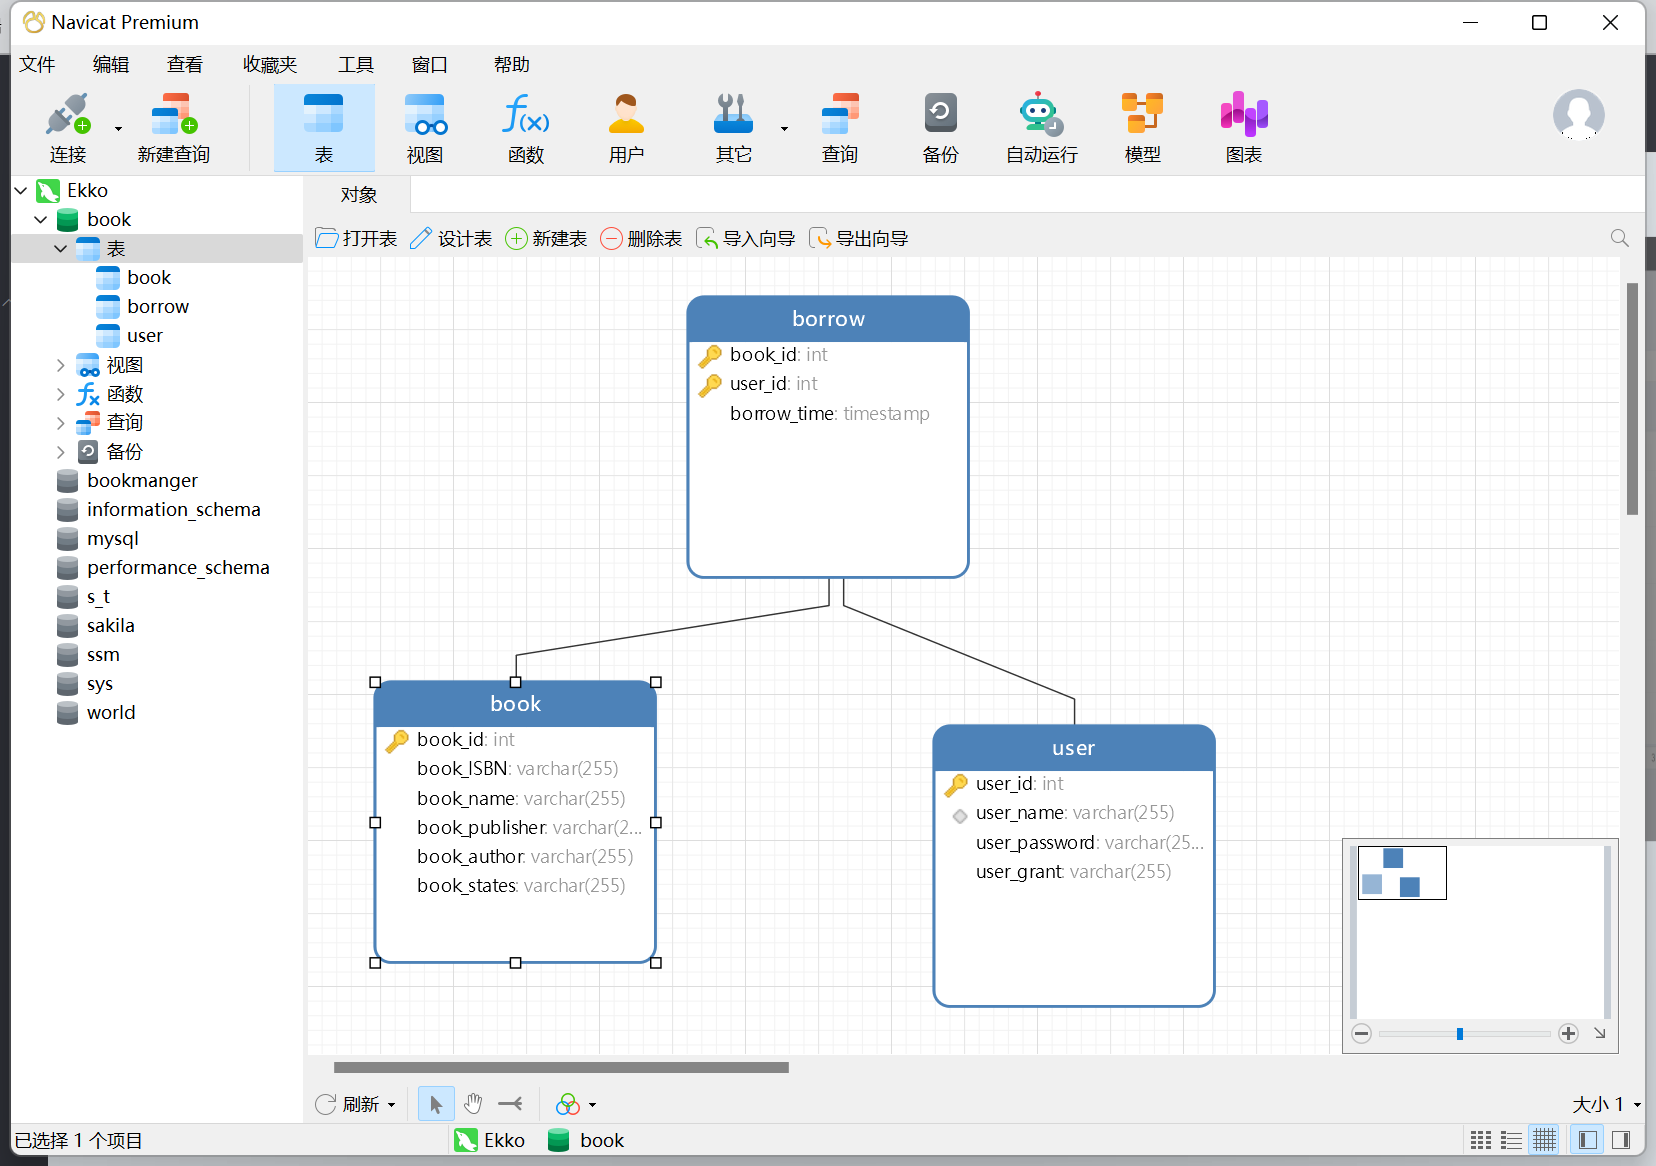 Navicat Premium
文件 编辑 查看 收藏夹 工具 窗口 帮助
连接 新建查询 表 视图 函数 用户 其它 查询 备份 自动运行 模型 图表
Ekko
book
表
book
borrow
user
视图
函数
查询
备份
bookmanger
information_schema
mysql
performance_schema
s_t
sakila
ssm
sys
world
对象
打开表 设计表 新建表 删除表 导入向导 导出向导
borrow
book_id: int
user_id: int
borrow_time: timestamp
book
book_id: int
book_ISBN: varchar(255)
book_name: varchar(255)
book_publisher: varchar(2...
book_author: varchar(255)
book_states: varchar(255)
user
user_id: int
user_name: varchar(255)
user_password: varchar(25...
user_grant: varchar(255)
刷新 大小 1
已选择 1 个项目 Ekko book